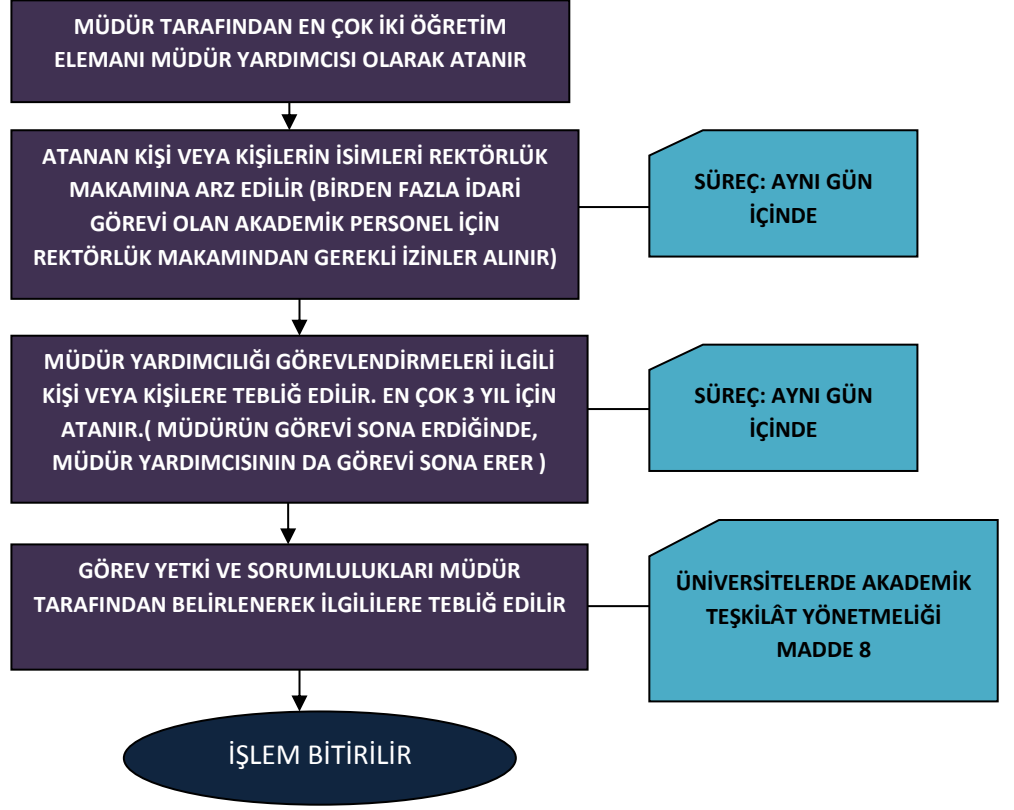 MÜDÜR TARAFINDAN EN ÇOK İKİ ÖĞRETİM
ELEMANI MÜDÜR YARDIMCISI OLARAK ATANIR
ATANAN KİŞİ VEYA KİŞİLERİN İSİMLERİ REKTÖRLÜK
MAKAMINA ARZ EDİLİR (BİRDEN FAZLA İDARİ
GÖREVİ OLAN AKADEMİK PERSONEL İÇİN
REKTÖRLÜK MAKAMINDAN GEREKLİ İZİNLER ALINIR)
SÜREÇ: AYNI GÜN
İÇİNDE
MÜDÜR YARDIMCILIĞI GÖREVLENDİRMELERİ İLGİLİ
KİŞİ VEYA KİŞİLERE TEBLİĞ EDİLİR. EN ÇOK 3 YIL İÇİN
ATANIR.( MÜDÜRÜN GÖREVİ SONA ERDİĞİNDE,
MÜDÜR YARDIMCISININ DA GÖREVİ SONA ERER )
SÜREÇ: AYNI GÜN
İÇİNDE
GÖREV YETKİ VE SORUMLULUKLARI MÜDÜR
TARAFINDAN BELİRLENEREK İLGİLİLERE TEBLİĞ EDİLİR
ÜNİVERSİTELERDE AKADEMİK
TEŞKİLÂT YÖNETMELİĞİ
MADDE 8
İŞLEM BİTİRİLİR